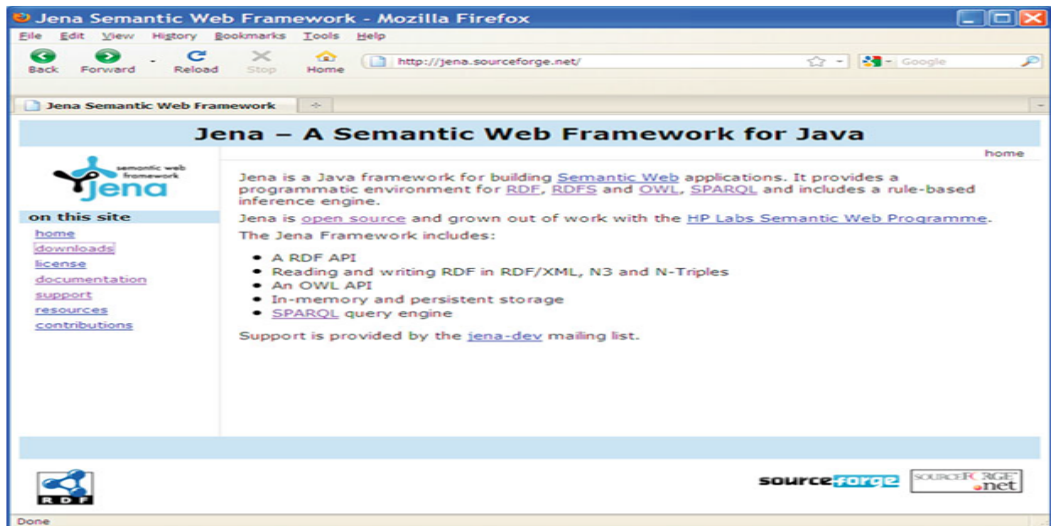 Jena Semantic Web Framework - Mozilla Firefox
File Edit View History Bookmarks Tools Help
Back Forward Reload Stop Home http://jena.sourceforge.net/ Google
Jena Semantic Web Framework
Jena – A Semantic Web Framework for Java
home
semantic web
framework
jena
on this site
home
downloads
license
documentation
support
resources
contributions
Jena is a Java framework for building Semantic Web applications. It provides a
programmatic environment for RDF, RDFS and OWL, SPARQL and includes a rule-based
inference engine.
Jena is open source and grown out of work with the HP Labs Semantic Web Programme.
The Jena Framework includes:
• A RDF API
• Reading and writing RDF in RDF/XML, N3 and N-Triples
• An OWL API
• In-memory and persistent storage
• SPARQL query engine
Support is provided by the jena-dev mailing list.
RDF
sourceforge
SOURCEFORGE
.net
Done